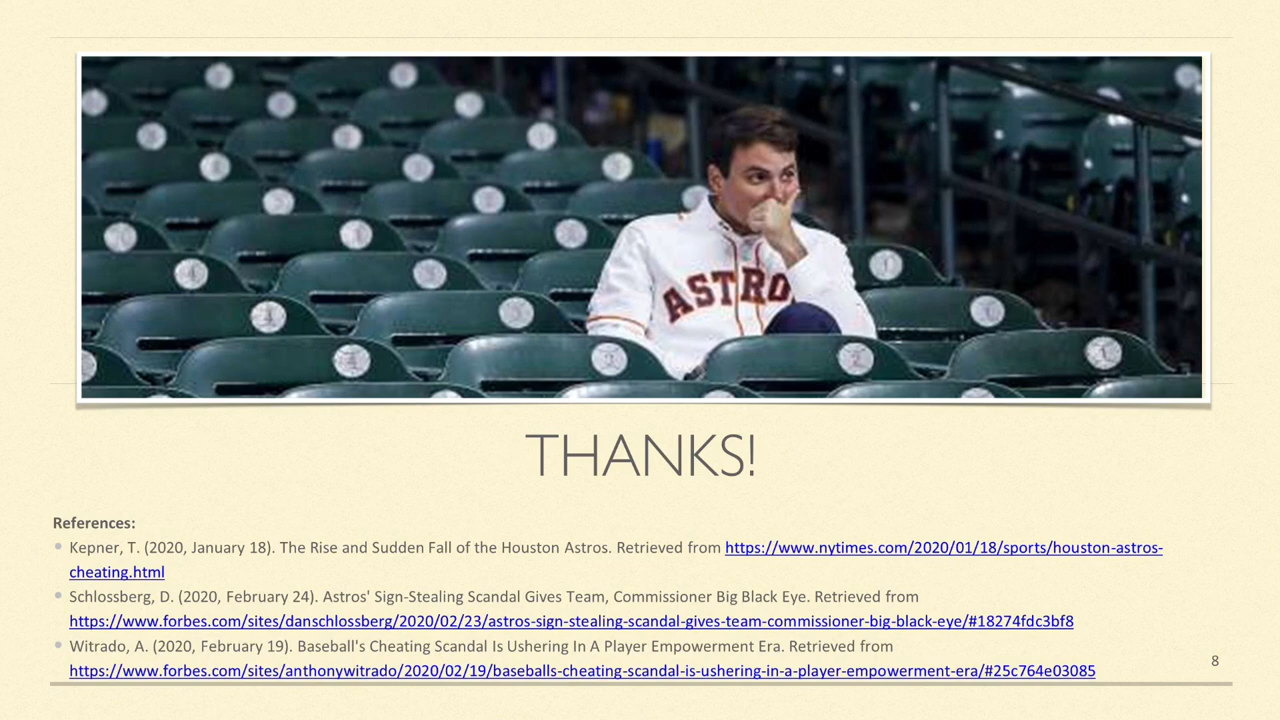 ASTRO
THANKS!
References:
• Kepner, T. (2020, January 18). The Rise and Sudden Fall of the Houston Astros. Retrieved from https://www.nytimes.com/2020/01/18/sports/houston-astros-
cheating.html
• Schlossberg, D. (2020, February 24). Astros' Sign-Stealing Scandal Gives Team, Commissioner Big Black Eye. Retrieved from
https://www.forbes.com/sites/danschlossberg/2020/02/23/astros-sign-stealing-scandal-gives-team-commissioner-big-black-eye/#18274fdc3bf8
• Witrado, A. (2020, February 19). Baseball's Cheating Scandal Is Ushering In A Player Empowerment Era. Retrieved from
https://www.forbes.com/sites/anthonywitrado/2020/02/19/baseballs-cheating-scandal-is-ushering-in-a-player-empowerment-era/#25c764e03085
8